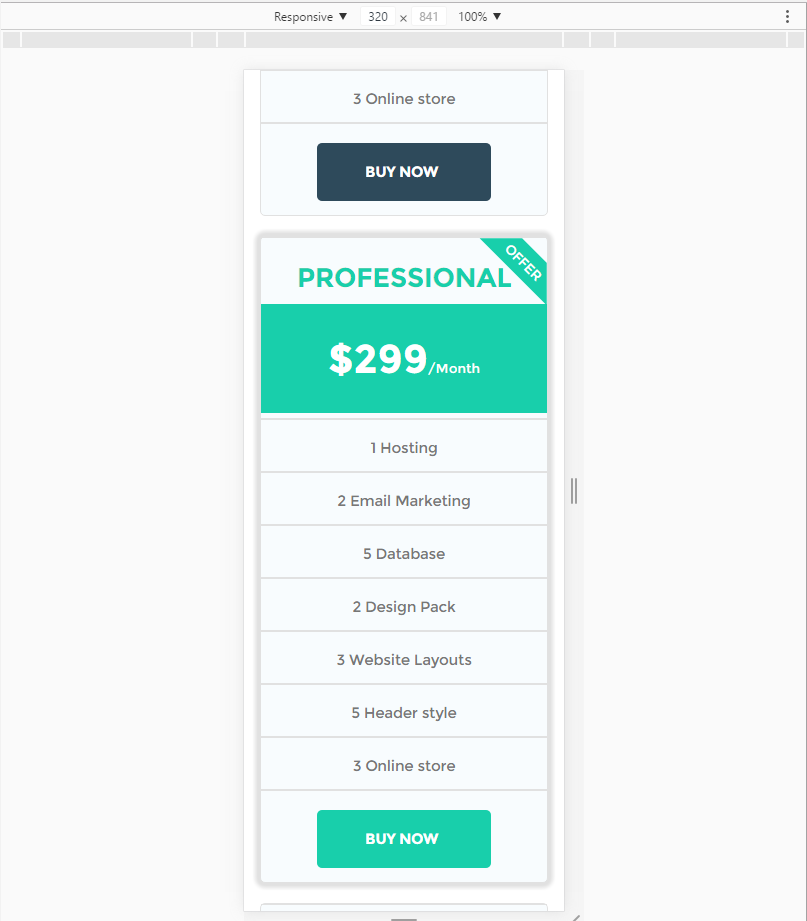 Responsive ▼ 320 × 841 100% ▼
3 Online store
BUY NOW
OFFER
PROFESSIONAL
$299/Month
1 Hosting
2 Email Marketing
5 Database
2 Design Pack
3 Website Layouts
5 Header style
3 Online store
BUY NOW